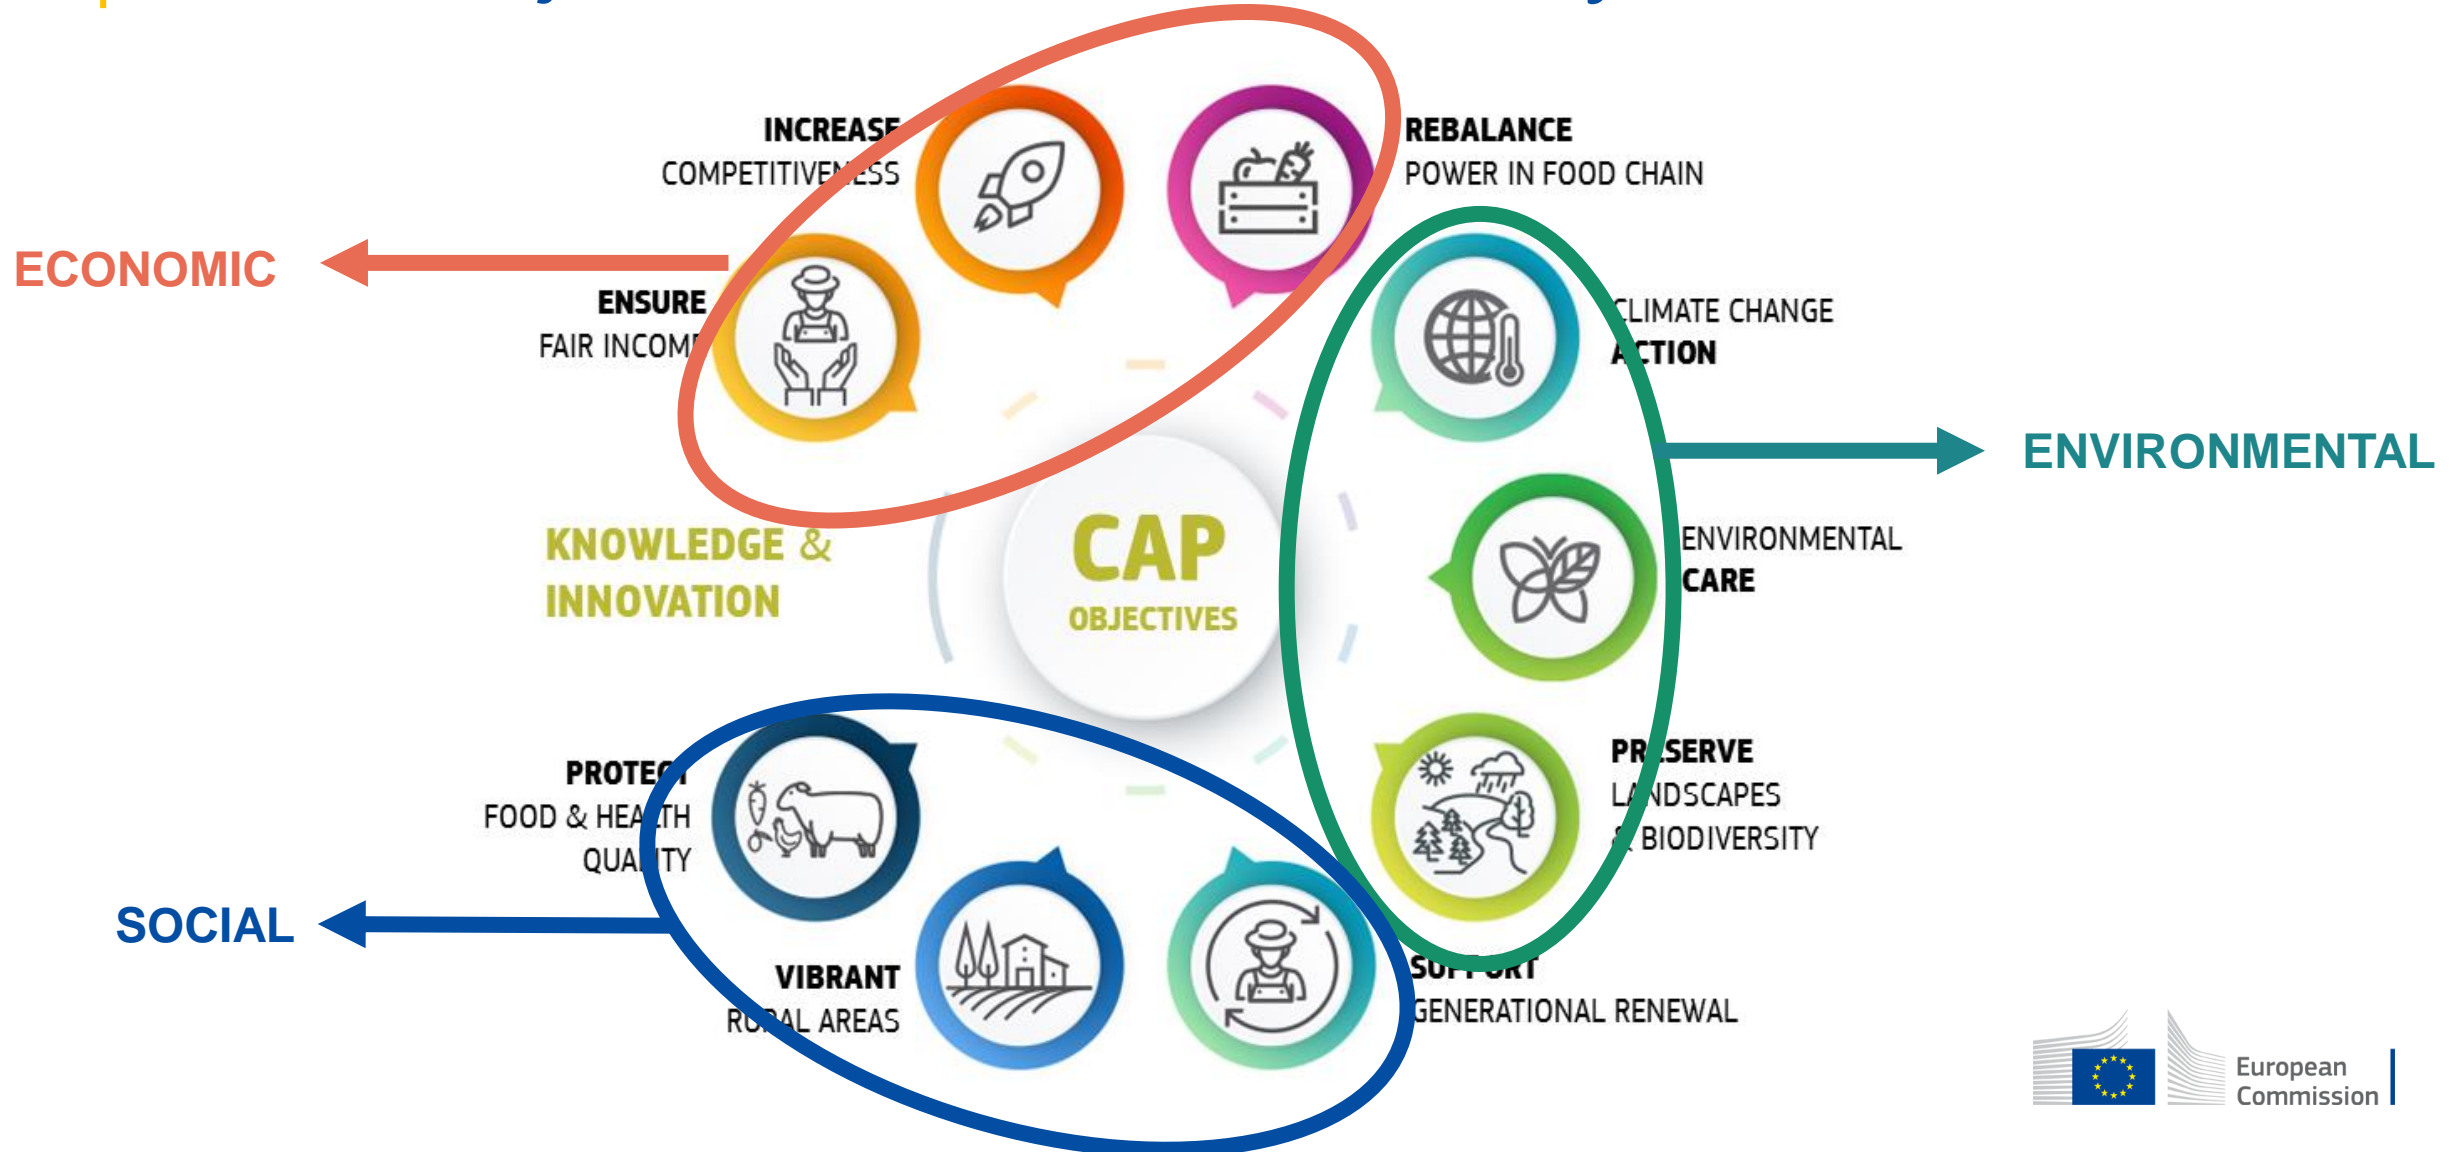 INCREASE
COMPETITIVENESS
REBALANCE
POWER IN FOOD CHAIN
ECONOMIC
ENSURE
FAIR INCOME
CLIMATE CHANGE
ACTION
ENVIRONMENTAL
KNOWLEDGE &
INNOVATION
CAP
OBJECTIVES
ENVIRONMENTAL
CARE
PROTECT
FOOD & HEALTH
QUALITY
PRESERVE
LANDSCAPES
& BIODIVERSITY
SOCIAL
VIBRANT
RURAL AREAS
SUPPORT
GENERATIONAL RENEWAL
European
Commission